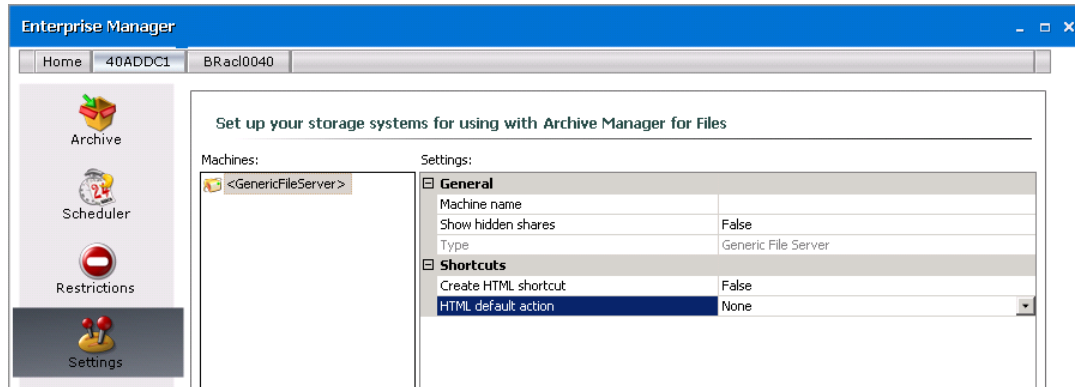 Enterprise Manager
Home 40ADDC1 BRacl0040
Archive
Scheduler
Restrictions
Settings
Set up your storage systems for using with Archive Manager for Files
Machines:
<GenericFileServer>
Settings:
General
Machine name
Show hidden shares False
Type Generic File Server
Shortcuts
Create HTML shortcut False
HTML default action None